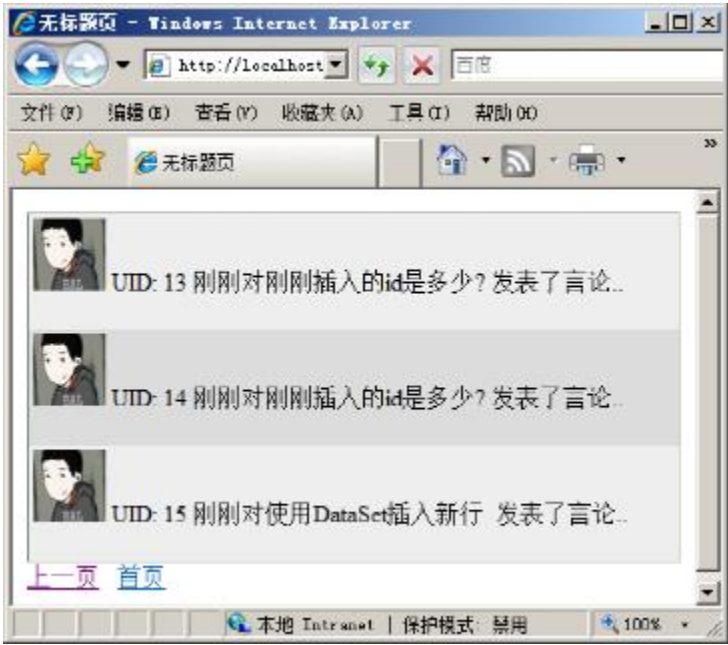 无标题页 - Windows Internet Explorer
http://localhost 百度
文件(F) 编辑(E) 查看(V) 收藏夹(A) 工具(T) 帮助(H)
无标题页 »
UID: 13 刚刚对刚刚插入的id是多少? 发表了言论...
UID: 14 刚刚对刚刚插入的id是多少? 发表了言论...
UID: 15 刚刚对使用DataSet插入新行 发表了言论...
上一页 首页
本地 Intranet | 保护模式: 禁用 100%